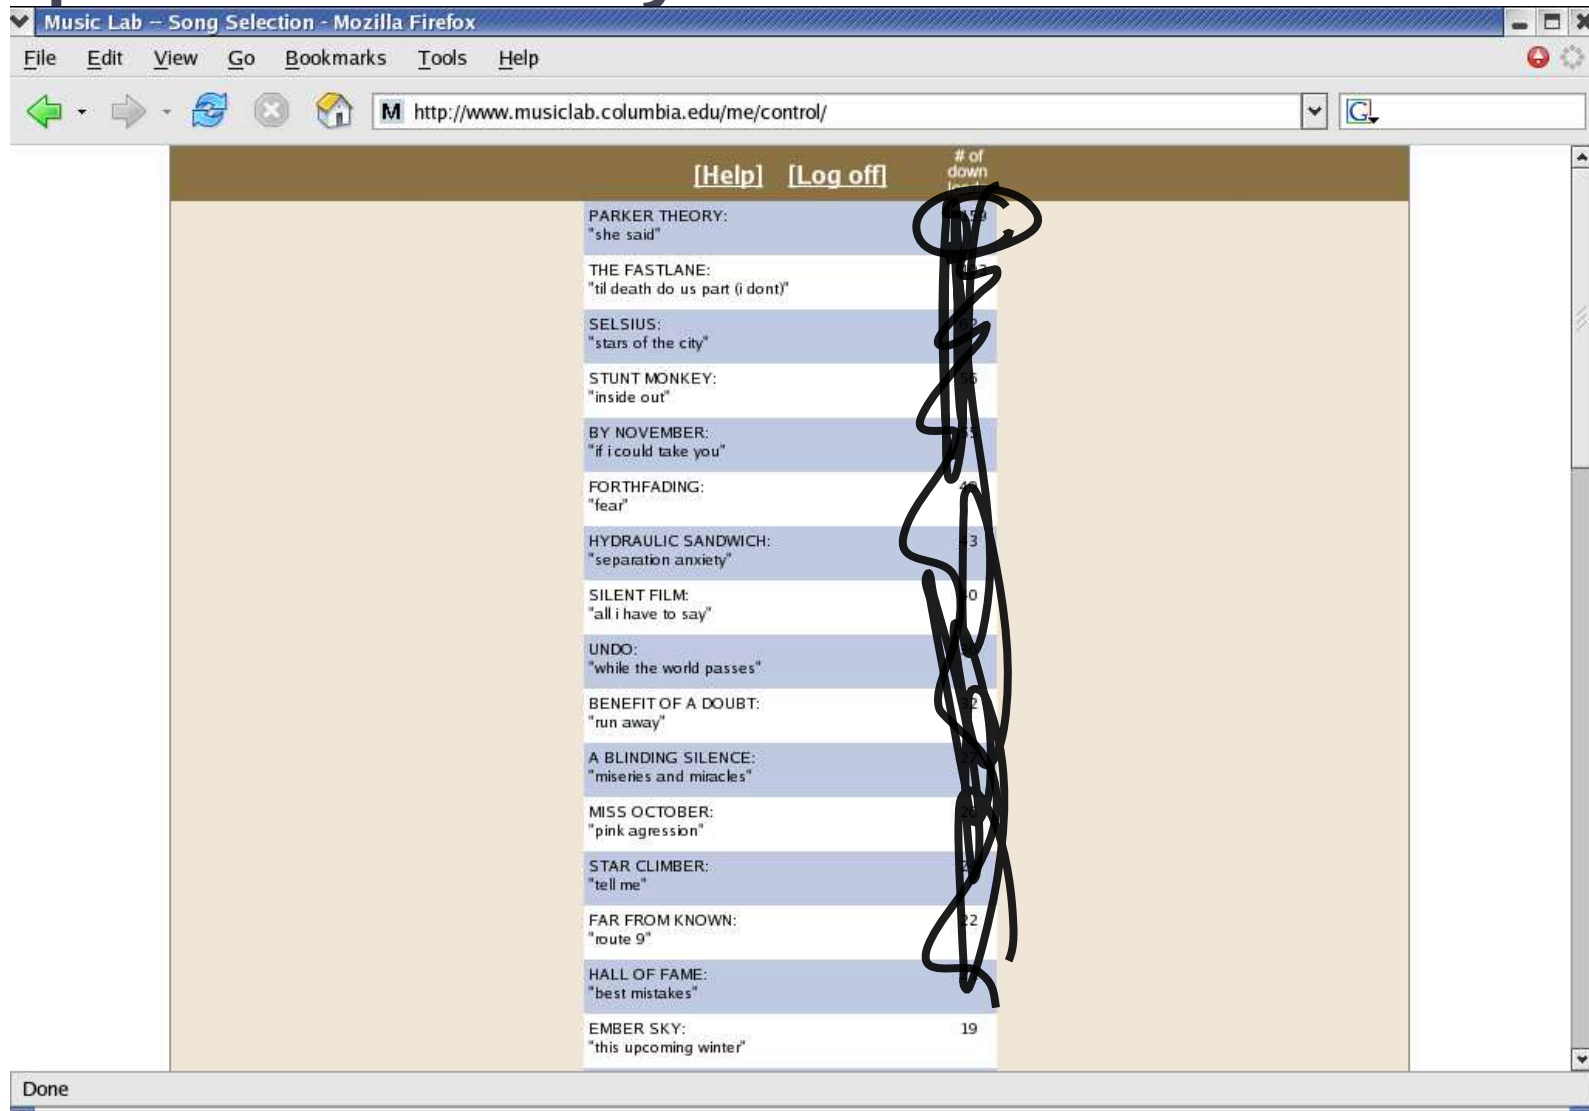 Music Lab -- Song Selection - Mozilla Firefox
File Edit View Go Bookmarks Tools Help
M http://www.musiclab.columbia.edu/me/control/ G
[Help] [Log off]
# of
down
PARKER THEORY:
"she said"
THE FASTLANE:
"til death do us part (i dont)"
SELSIUS:
"stars of the city"
STUNT MONKEY:
"inside out"
BY NOVEMBER:
"if i could take you"
FORTHFADING:
"fear"
HYDRAULIC SANDWICH:
"separation anxiety"
SILENT FILM:
"all i have to say"
UNDO:
"while the world passes"
BENEFIT OF A DOUBT:
"run away"
A BLINDING SILENCE:
"miseries and miracles"
MISS OCTOBER:
"pink agression"
STAR CLIMBER:
"tell me"
FAR FROM KNOWN: 22
"route 9"
HALL OF FAME:
"best mistakes"
EMBER SKY: 19
"this upcoming winter"
Done